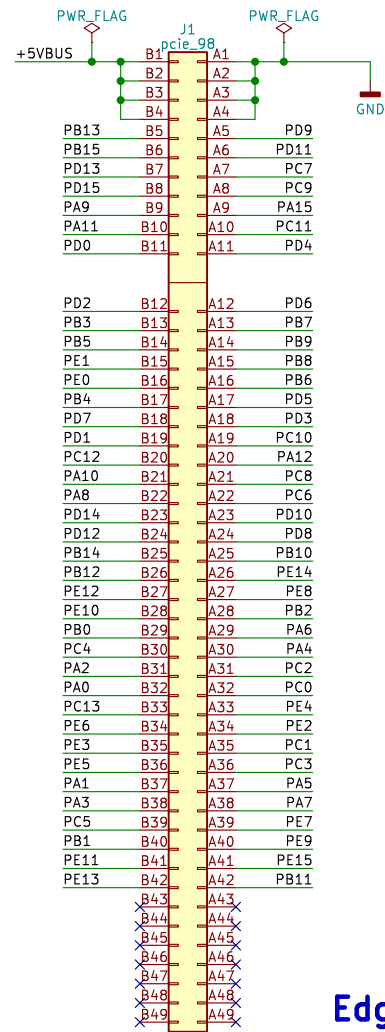 PWR_FLAG PWR_FLAG
J1
pcie_98
+5VBUS B1 A1
B2 A2
B3 A3
GND
B4 A4
PB13 B5 A5 PD9
PB15 B6 A6 PD11
PD13 B7 A7 PC7
PD15 B8 A8 PC9
PA9 B9 A9 PA15
PA11 B10 A10 PC11
PD0 B11 A11 PD4
PD2 B12 A12 PD6
PB3 B13 A13 PB7
PB5 B14 A14 PB9
PE1 B15 A15 PB8
PE0 B16 A16 PB6
PB4 B17 A17 PD5
PD7 B18 A18 PD3
PD1 B19 A19 PC10
PC12 B20 A20 PA12
PA10 B21 A21 PC8
PA8 B22 A22 PC6
PD14 B23 A23 PD10
PD12 B24 A24 PD8
PB14 B25 A25 PB10
PB12 B26 A26 PE14
PE12 B27 A27 PE8
PE10 B28 A28 PB2
PB0 B29 A29 PA6
PC4 B30 A30 PA4
PA2 B31 A31 PC2
PA0 B32 A32 PC0
PC13 B33 A33 PE4
PE6 B34 A34 PE2
PE3 B35 A35 PC1
PE5 B36 A36 PC3
PA1 B37 A37 PA5
PA3 B38 A38 PA7
PC5 B39 A39 PE7
PB1 B40 A40 PE9
PE11 B41 A41 PE15
PE13 B42 A42 PB11
B43 A43
B44 A44
B45 A45
B46 A46
B47 A47
B48 A48
B49 A49
Edg